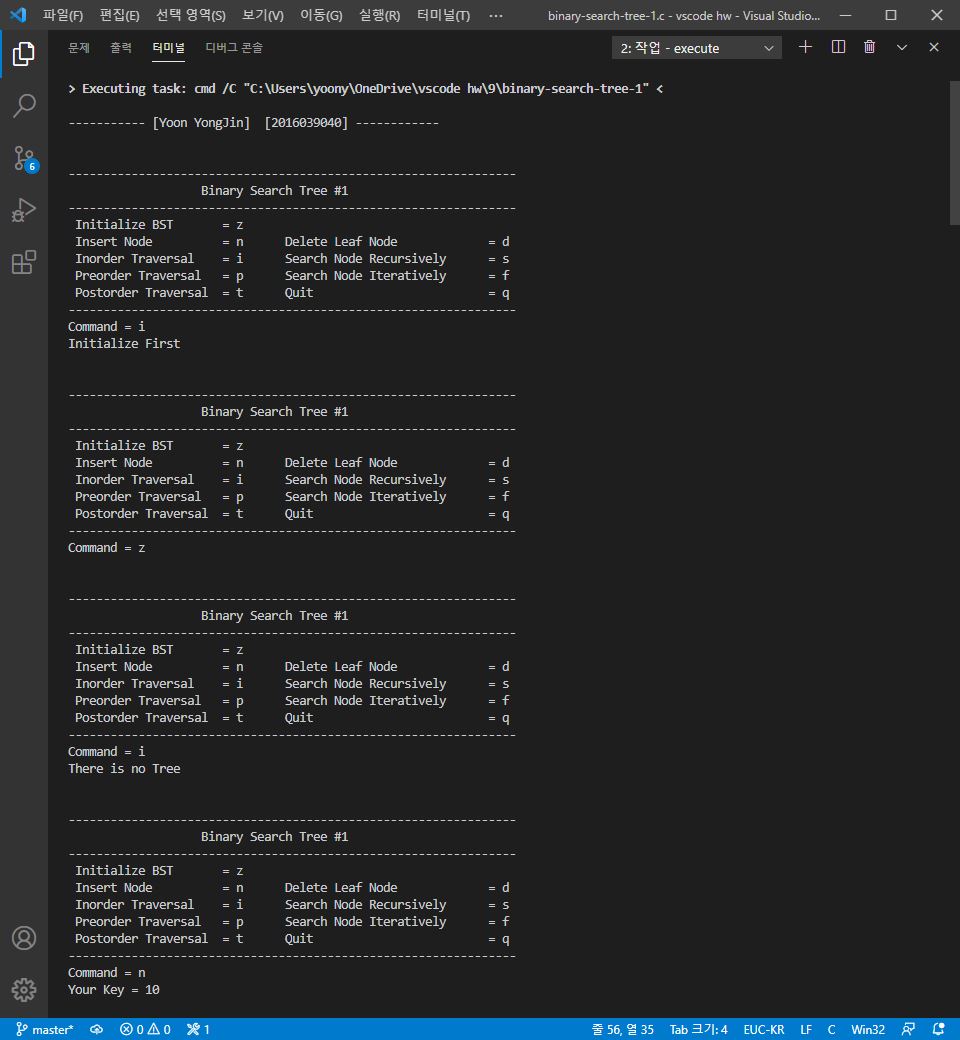 파일(F) 편집(E) 선택 영역(S) 보기(V) 이동(G) 실행(R) 터미널(T) ··· binary-search-tree-1.c - vscode hw - Visual Studio...
문제 출력 터미널 디버그 콘솔 2: 작업 - execute
> Executing task: cmd /C "C:\Users\yoony\OneDrive\vscode hw\9\binary-search-tree-1" <
----------- [Yoon YongJin]  [2016039040] ------------
----------------------------------------------------------------
                   Binary Search Tree #1
----------------------------------------------------------------
 Initialize BST       = z
 Insert Node          = n      Delete Leaf Node             = d
 Inorder Traversal    = i      Search Node Recursively      = s
 Preorder Traversal   = p      Search Node Iteratively      = f
 Postorder Traversal  = t      Quit                         = q
----------------------------------------------------------------
Command = i
Initialize First
----------------------------------------------------------------
                   Binary Search Tree #1
----------------------------------------------------------------
 Initialize BST       = z
 Insert Node          = n      Delete Leaf Node             = d
 Inorder Traversal    = i      Search Node Recursively      = s
 Preorder Traversal   = p      Search Node Iteratively      = f
 Postorder Traversal  = t      Quit                         = q
----------------------------------------------------------------
Command = z
----------------------------------------------------------------
                   Binary Search Tree #1
----------------------------------------------------------------
 Initialize BST       = z
 Insert Node          = n      Delete Leaf Node             = d
 Inorder Traversal    = i      Search Node Recursively      = s
 Preorder Traversal   = p      Search Node Iteratively      = f
 Postorder Traversal  = t      Quit                         = q
----------------------------------------------------------------
Command = i
There is no Tree
----------------------------------------------------------------
                   Binary Search Tree #1
----------------------------------------------------------------
 Initialize BST       = z
 Insert Node          = n      Delete Leaf Node             = d
 Inorder Traversal    = i      Search Node Recursively      = s
 Preorder Traversal   = p      Search Node Iteratively      = f
 Postorder Traversal  = t      Quit                         = q
----------------------------------------------------------------
Command = n
Your Key = 10
6
master* 0 0 1 줄 56, 열 35 Tab 크기: 4 EUC-KR LF C Win32